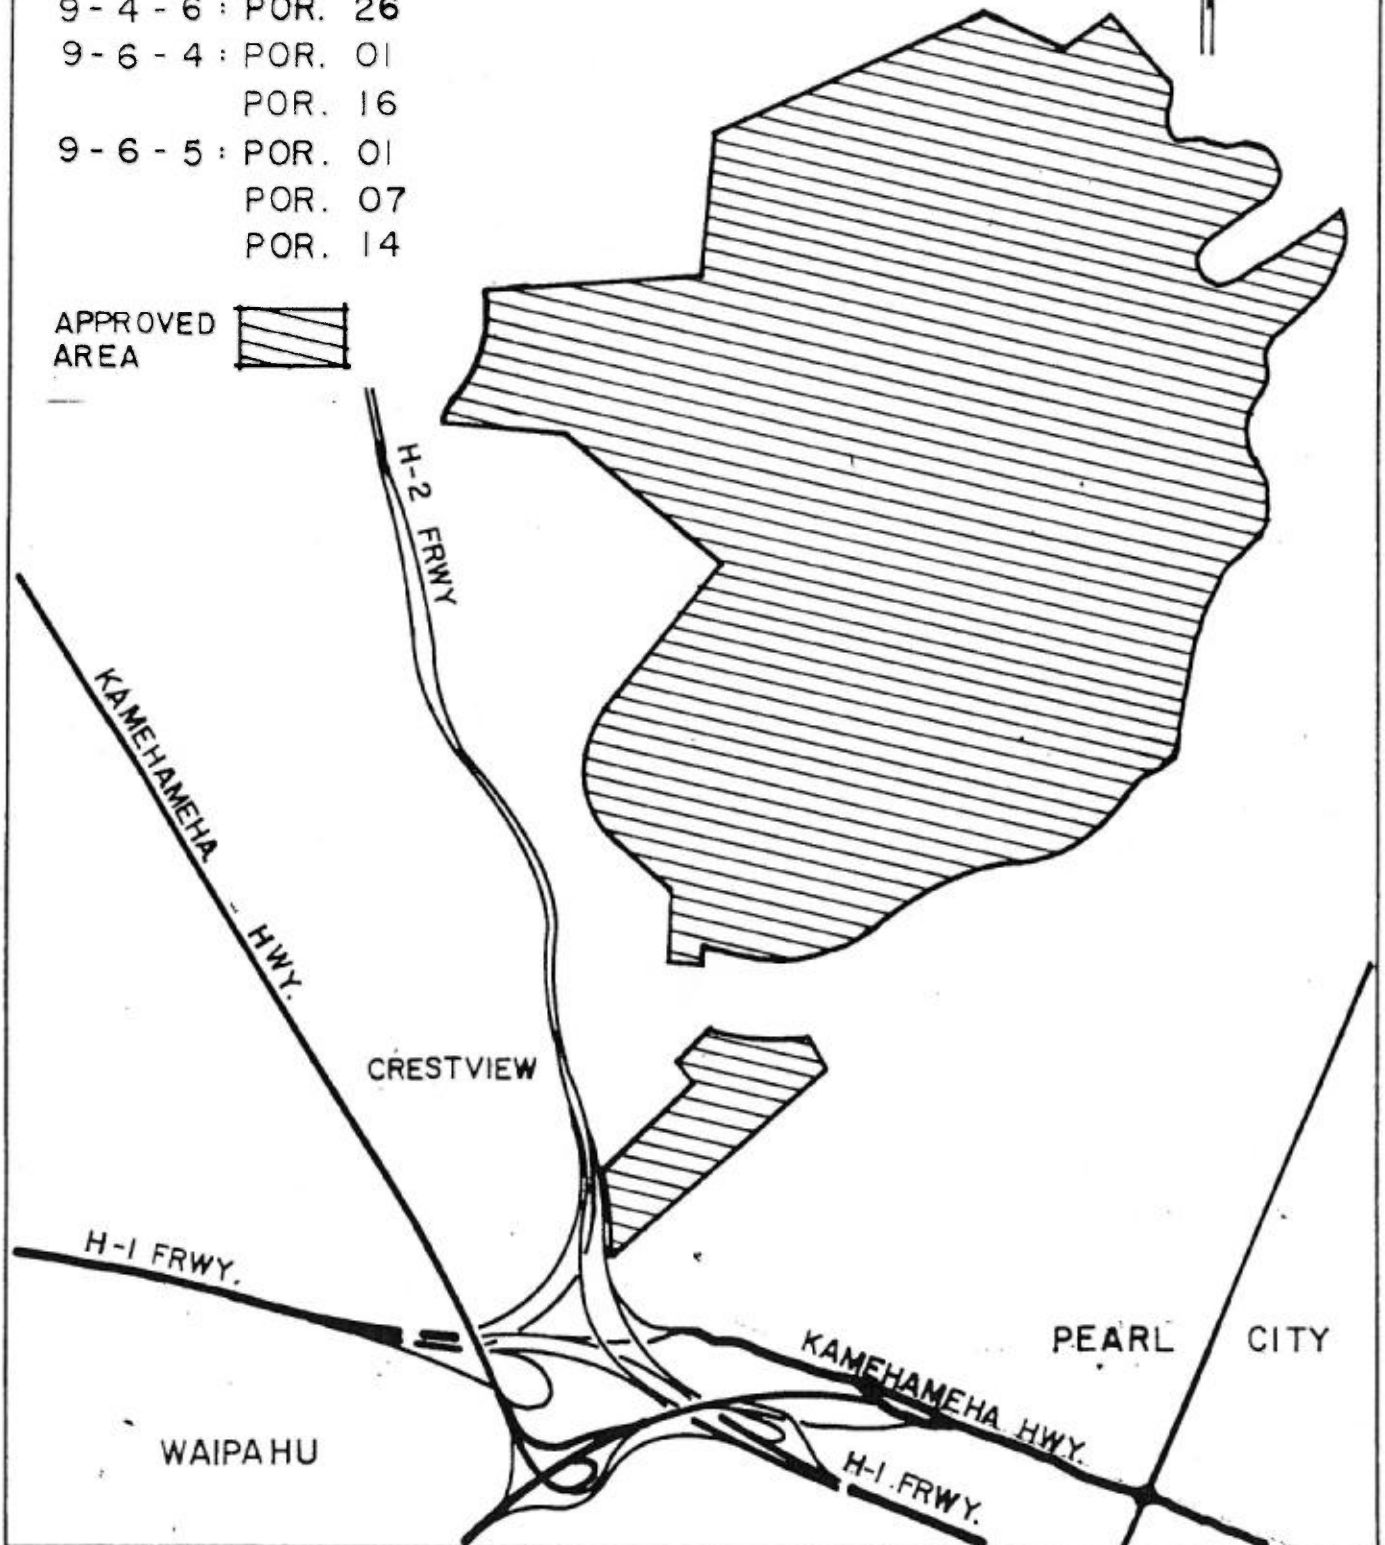 9-4-6: POR. 26
9-6-4: POR. 01
POR. 16
9-6-5: POR. 01
POR. 07
POR. 14
APPROVED
AREA
H-2 FRWY
KAMEHAMEHA HWY.
CRESTVIEW
H-1 FRWY.
PEARL CITY
KAMEHAMEHA HWY.
WAIPAHU
H-1 FRWY.